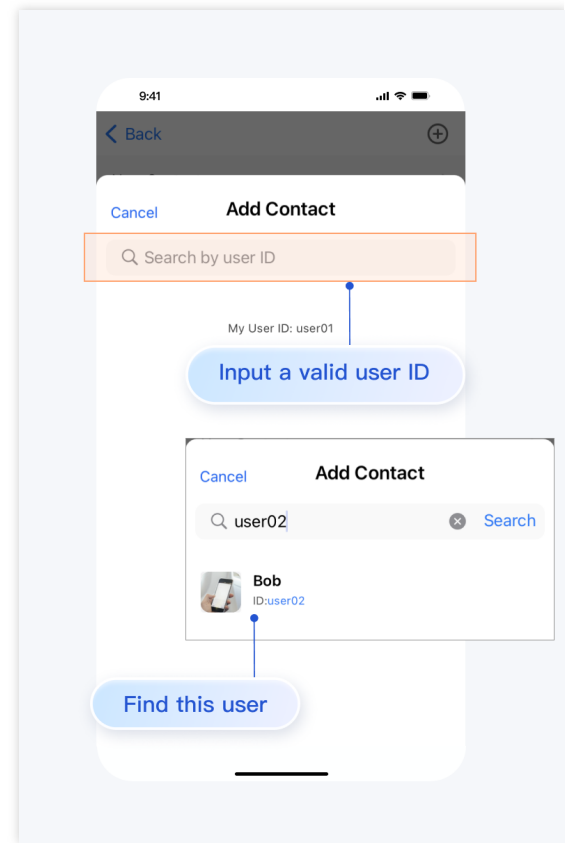 9:41
Back
Cancel
Add Contact
Search by user ID
My User ID: user01
Input a valid user ID
Cancel
Add Contact
user02
Search
Bob
ID:user02
Find this user